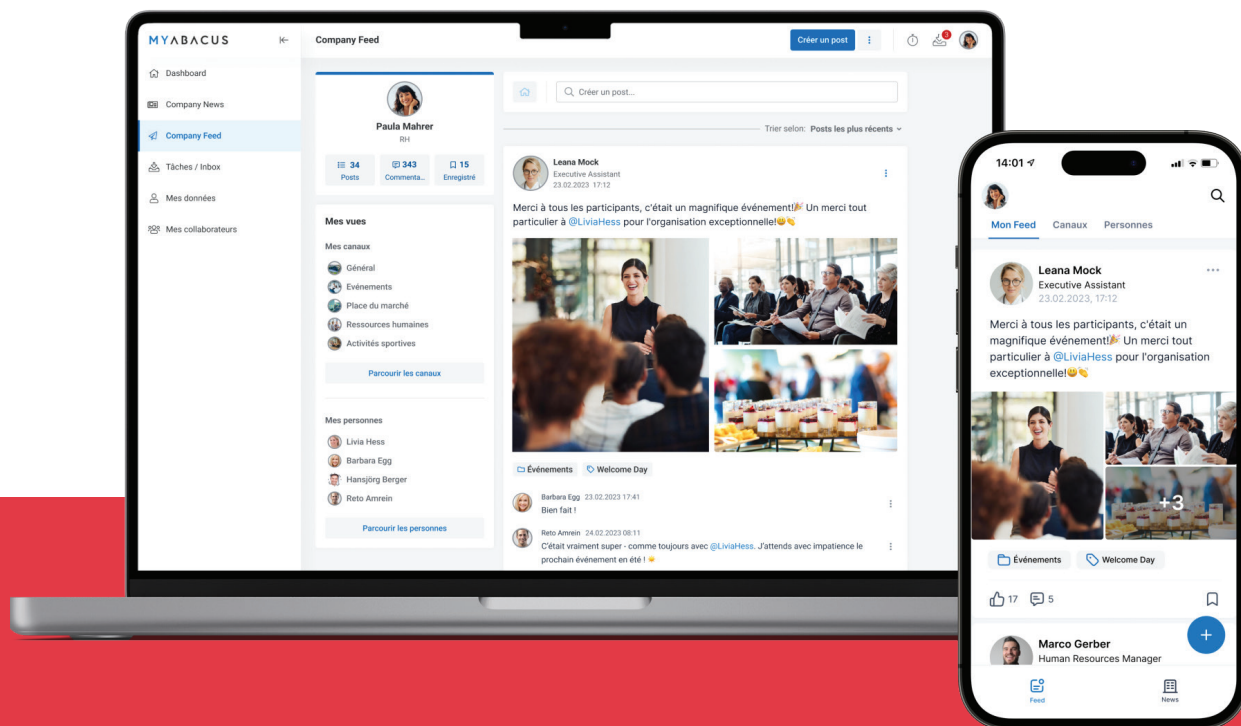 MYABACUS
Dashboard
Company News
Company Feed
Tâches / Inbox
Mes données
Mes collaborateurs
Company Feed
Créer un post
3
Paula Mahrer
RH
34
Posts
343
Commenta...
15
Enregistré
Mes vues
Mes canaux
Général
Evénements
Place du marché
Ressources humaines
Activités sportives
Parcourir les canaux
Mes personnes
Livia Hess
Barbara Egg
Hansjörg Berger
Reto Amrein
Parcourir les personnes
Créer un post...
Trier selon: Posts les plus récents
Leana Mock
Executive Assistant
23.02.2023 17:12
Merci à tous les participants, c'était un magnifique événement!🎉 Un merci tout
particulier à @LiviaHess pour l'organisation exceptionnelle!😀👏
Événements
Welcome Day
Barbara Egg 23.02.2023 17:41
Bien fait !
Reto Amrein 24.02.2023 08:11
C'était vraiment super - comme toujours avec @LiviaHess. J'attends avec impatience le
prochain événement en été ! ☀️
14:01
Mon Feed
Canaux
Personnes
Leana Mock
Executive Assistant
23.02.2023, 17:12
Merci à tous les participants, c'était un
magnifique événement!🎉 Un merci tout
particulier à @LiviaHess pour l'organisation
exceptionnelle!😀👏
+3
Événements
Welcome Day
17
5
Marco Gerber
Human Resources Manager
Feed
News